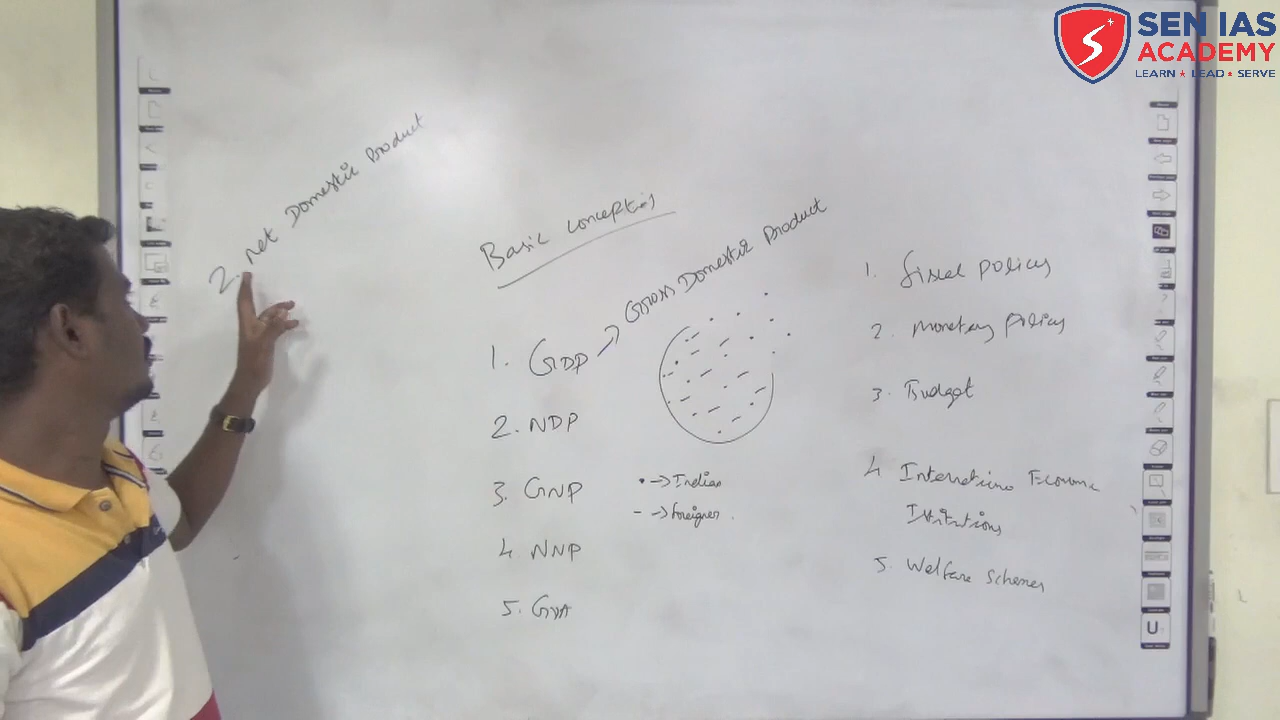 SEN IAS
ACADEMY
LEARN ★ LEAD ★ SERVE
2. Net Domestic Product
Basic Concepts
1. GDP → Gross Domestic Product
2. NDP
3. GNP
4. NNP
5. GVA
• → Indian
- → foreigner.
1. fiscal policy
2. Monetary policy
3. Budget
4 Internationa Economic
Istitutions
5. Welfare Schemes
U